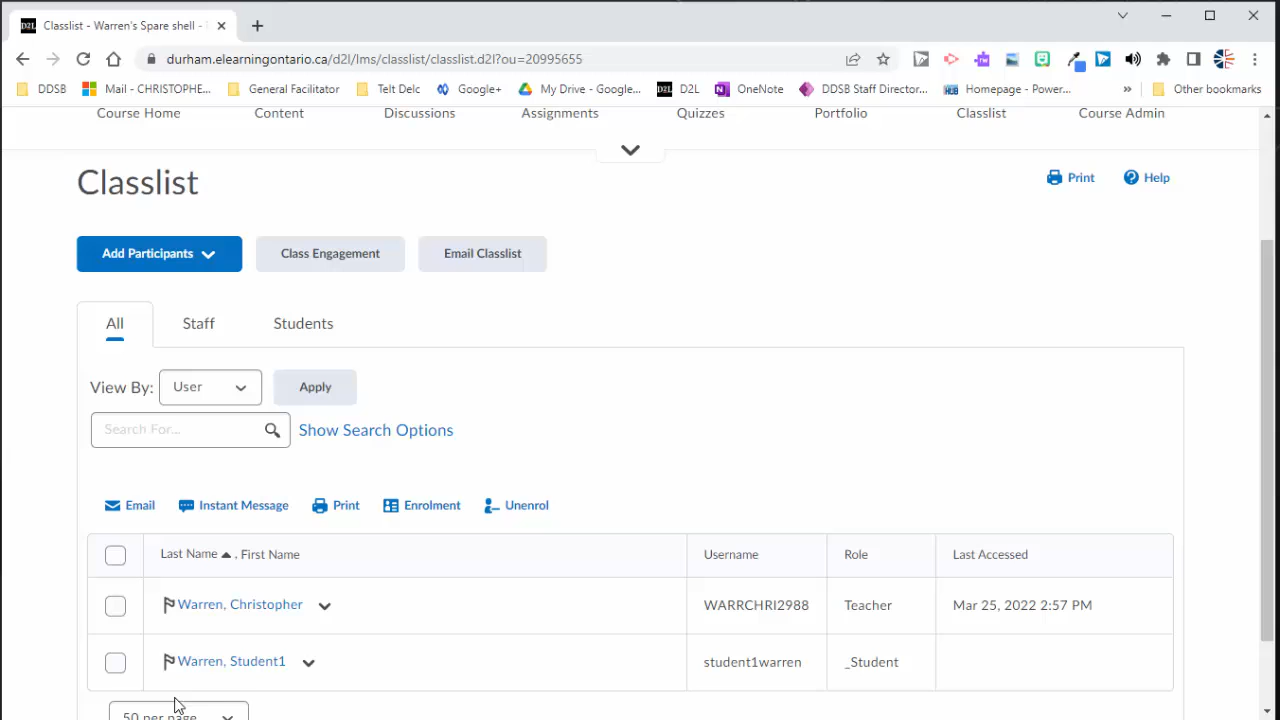 D2L Classlist - Warren's Spare shell -
durham.elearningontario.ca/d2l/lms/classlist/classlist.d2l?ou=20995655
DDSB Mail - CHRISTOPHE... General Facilitator Telt Delc Google+ My Drive - Google... D2L D2L OneNote DDSB Staff Director... Homepage - Power... » Other bookmarks
Course Home Content Discussions Assignments Quizzes Portfolio Classlist Course Admin
Classlist
Print Help
Add Participants Class Engagement Email Classlist
All Staff Students
View By: User Apply
Search For... Show Search Options
Email Instant Message Print Enrolment Unenrol
Last Name , First Name Username Role Last Accessed
Warren, Christopher WARRCHRI2988 Teacher Mar 25, 2022 2:57 PM
Warren, Student1 student1warren _Student
50 per page